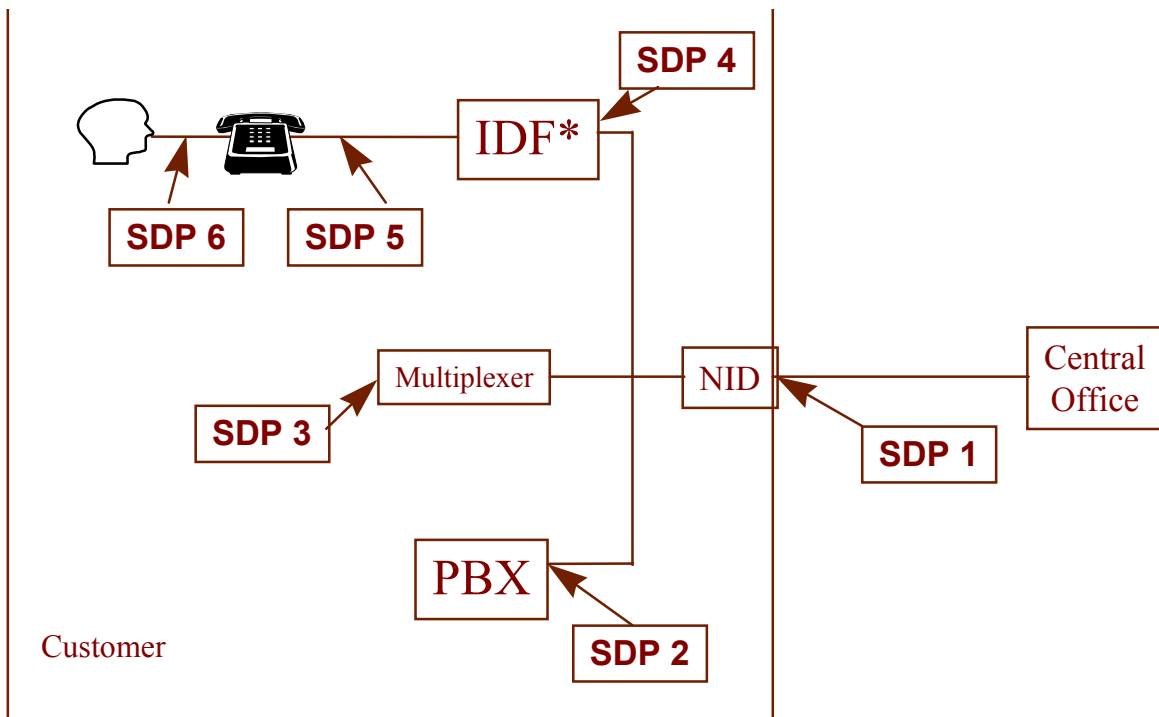 SDP 4
IDF*
SDP 6
SDP 5
Multiplexer
NID
Central
Office
SDP 3
SDP 1
PBX
SDP 2
Customer